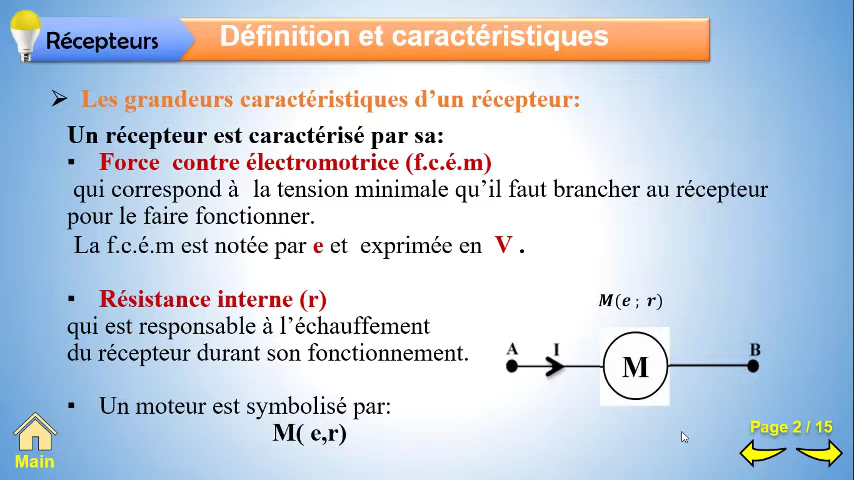 Récepteurs
Définition et caractéristiques
Les grandeurs caractéristiques d’un récepteur:
Un récepteur est caractérisé par sa:
Force contre électromotrice (f.c.é.m)
qui correspond à la tension minimale qu’il faut brancher au récepteur
pour le faire fonctionner.
La f.c.é.m est notée par e et exprimée en V .
Résistance interne (r)
qui est responsable à l’échauffement
du récepteur durant son fonctionnement.
M(e ; r)
A I B
M
Un moteur est symbolisé par:
M( e,r)
Main
Page 2 / 15